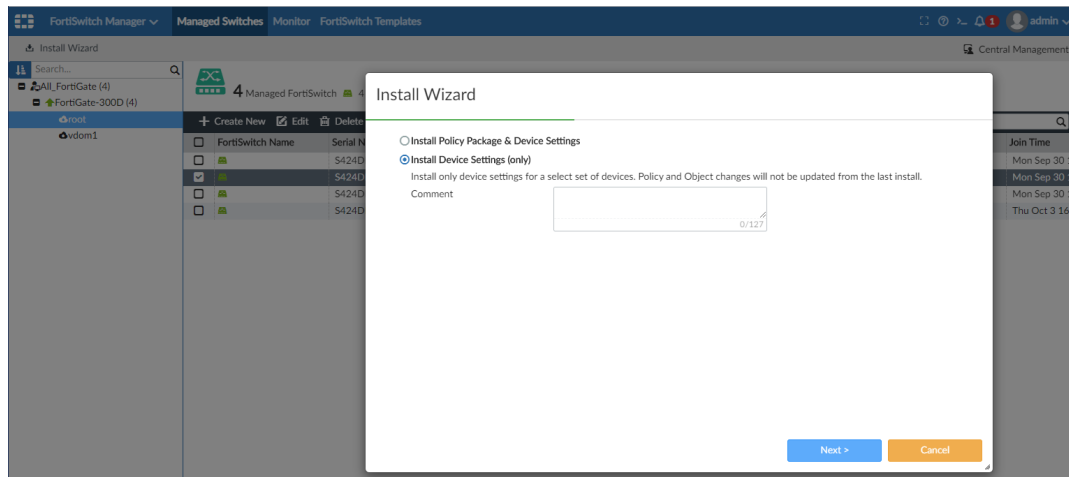 FortiSwitch Manager Managed Switches Monitor FortiSwitch Templates 1 admin
Install Wizard Central Management
Search...
All_FortiGate (4)
FortiGate-300D (4)
root
vdom1
4 Managed FortiSwitch 4
Create New Edit Delete
FortiSwitch Name Serial N Join Time
S424D Mon Sep 30
S424D Mon Sep 30
S424D Mon Sep 30
S424D Thu Oct 3 16
Install Wizard
Install Policy Package & Device Settings
Install Device Settings (only)
Install only device settings for a select set of devices. Policy and Object changes will not be updated from the last install.
Comment
0/127
Next > Cancel